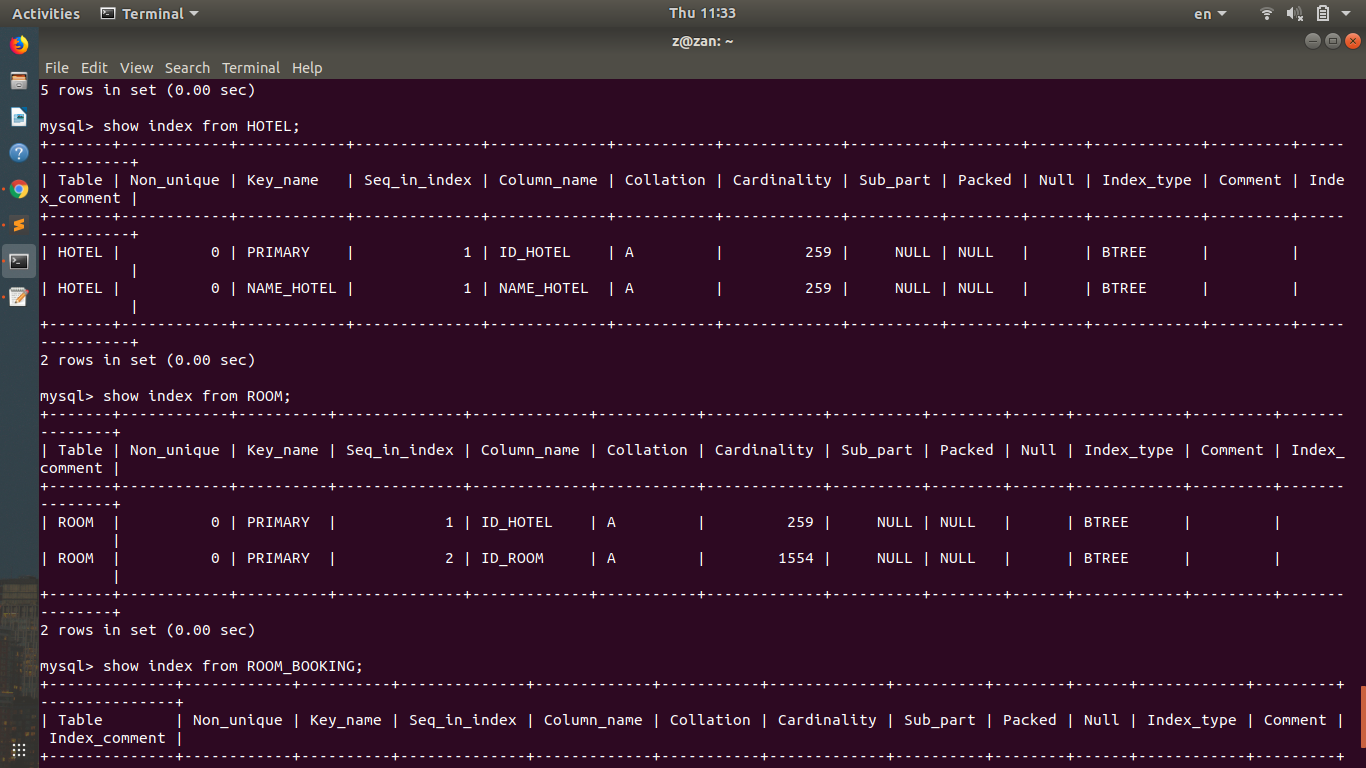 Activities Terminal Thu 11:33 en
z@zan: ~
File Edit View Search Terminal Help
5 rows in set (0.00 sec)
mysql> show index from HOTEL;
+-------+------------+------------+--------------+-------------+-----------+-------------+----------+--------+------+------------+---------+-----
----------+
| Table | Non_unique | Key_name   | Seq_in_index | Column_name | Collation | Cardinality | Sub_part | Packed | Null | Index_type | Comment | Inde
x_comment |
+-------+------------+------------+--------------+-------------+-----------+-------------+----------+--------+------+------------+---------+-----
----------+
| HOTEL |          0 | PRIMARY    |            1 | ID_HOTEL    | A         |         259 |     NULL | NULL   |      | BTREE      |         |
          |
| HOTEL |          0 | NAME_HOTEL |            1 | NAME_HOTEL  | A         |         259 |     NULL | NULL   |      | BTREE      |         |
          |
+-------+------------+------------+--------------+-------------+-----------+-------------+----------+--------+------+------------+---------+-----
----------+
2 rows in set (0.00 sec)
mysql> show index from ROOM;
+-------+------------+----------+--------------+-------------+-----------+-------------+----------+--------+------+------------+---------+-------
--------+
| Table | Non_unique | Key_name | Seq_in_index | Column_name | Collation | Cardinality | Sub_part | Packed | Null | Index_type | Comment | Index_
comment |
+-------+------------+----------+--------------+-------------+-----------+-------------+----------+--------+------+------------+---------+-------
--------+
| ROOM  |          0 | PRIMARY  |            1 | ID_HOTEL    | A         |         259 |     NULL | NULL   |      | BTREE      |         |
        |
| ROOM  |          0 | PRIMARY  |            2 | ID_ROOM     | A         |        1554 |     NULL | NULL   |      | BTREE      |         |
        |
+-------+------------+----------+--------------+-------------+-----------+-------------+----------+--------+------+------------+---------+-------
--------+
2 rows in set (0.00 sec)
mysql> show index from ROOM_BOOKING;
+--------------+------------+----------+--------------+-------------+-----------+-------------+----------+--------+------+------------+---------+
---------------+
| Table        | Non_unique | Key_name | Seq_in_index | Column_name | Collation | Cardinality | Sub_part | Packed | Null | Index_type | Comment |
 Index_comment |
+--------------+------------+----------+--------------+-------------+-----------+-------------+----------+--------+------+------------+---------+